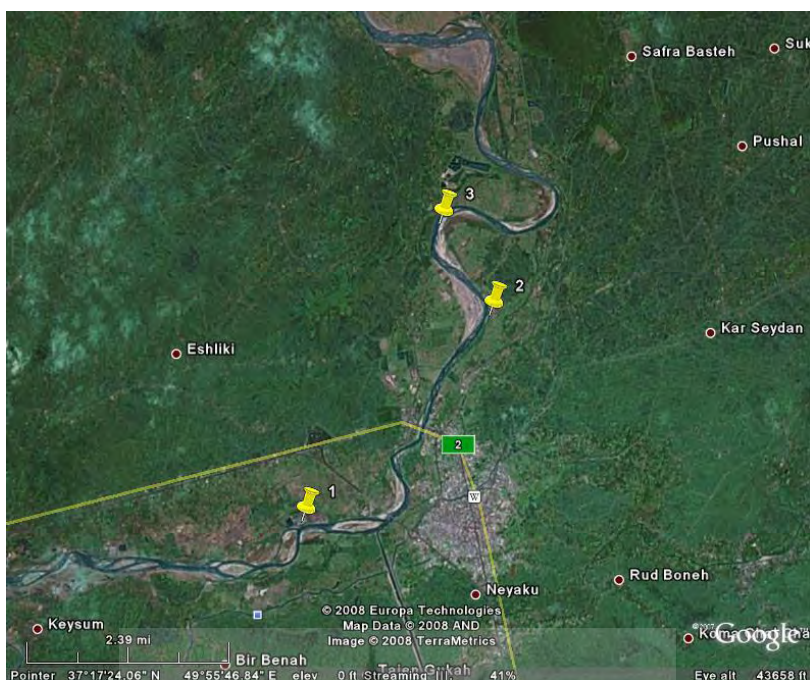 Safra Basteh
Suk
Pushal
3
2
Kar Seydan
Eshliki
2
W
1
Rud Boneh
Neyaku
© 2008 Europa Technologies
Map Data © 2008 AND
Image © 2008 TerraMetrics
Keysum
2.39 mi
Bir Benah
©2007 Google
Pointer 37°17'24.06" N 49°55'46.84" E elev 0 ft Streaming 41% Eye alt 43658 ft